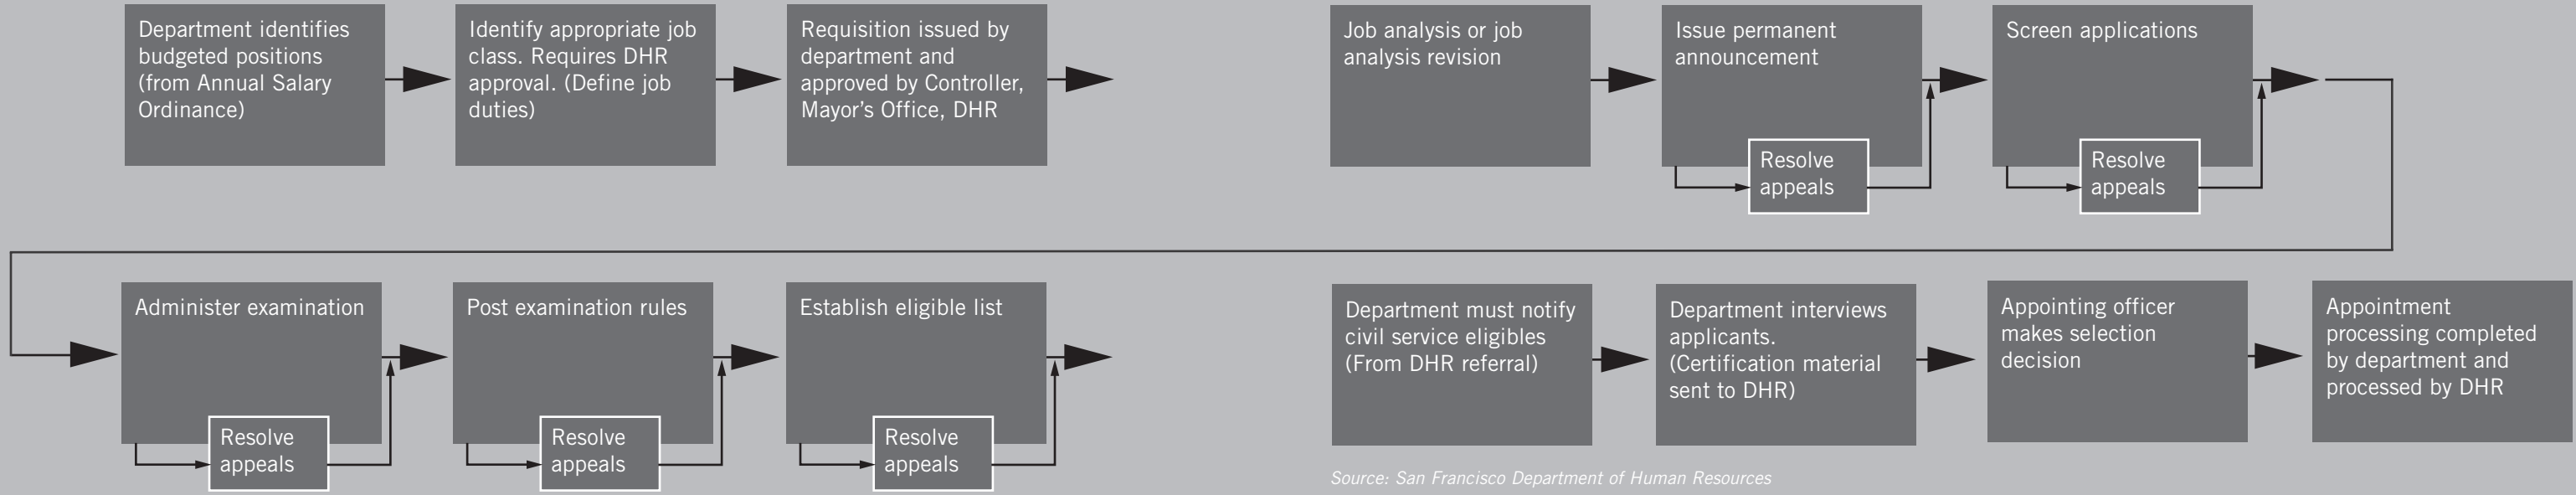 Department identifies
budgeted positions
(from Annual Salary
Ordinance)
Identify appropriate job
class. Requires DHR
approval. (Define job
duties)
Requisition issued by
department and
approved by Controller,
Mayor's Office, DHR
Job analysis or job
analysis revision
Issue permanent
announcement
Resolve
appeals
Screen applications
Resolve
appeals
Administer examination
Resolve
appeals
Post examination rules
Resolve
appeals
Establish eligible list
Resolve
appeals
Department must notify
civil service eligibles
(From DHR referral)
Department interviews
applicants.
(Certification material
sent to DHR)
Appointing officer
makes selection
decision
Appointment
processing completed
by department and
processed by DHR
Source: San Francisco Department of Human Resources